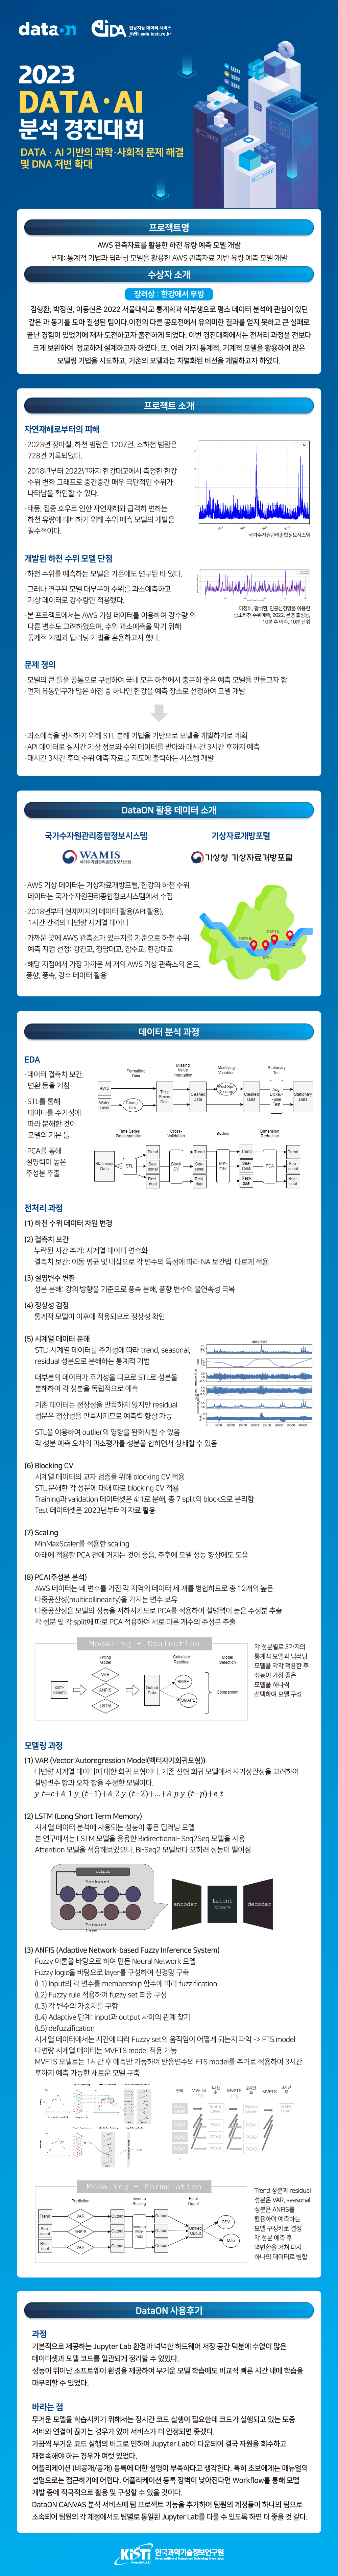 dataon
AIDA 인공지능 데이터 서비스
aida.kisti.re.kr
2023
DATA · AI
분석 경진대회
DATA · AI 기반의 과학·사회적 문제 해결
및 DNA 저변 확대
프로젝트명
AWS 관측자료를 활용한 하천 유량 예측 모델 개발
부제: 통계적 기법과 딥러닝 모델을 활용한 AWS 관측자료 기반 유량 예측 모델 개발
수상자 소개
장려상 : 한강에서 무빙
김형환, 박정현, 이동현은 2022 서울대학교 통계학과 학부생으로 평소 데이터 분석에 관심이 있던
같은 과 동기를 모아 결성된 팀이다.이전의 다른 공모전에서 유의미한 결과를 얻지 못하고 큰 실패로
끝난 경험이 있었기에 재차 도전하고자 출전하게 되었다. 이번 경진대회에서는 전처리 과정을 전보다
크게 보완하여 정교하게 설계하고자 하였다. 또, 여러 가지 통계적, 기계적 모델을 활용하여 많은
모델링 기법을 시도하고, 기존의 모델과는 차별화된 버전을 개발하고자 하였다.
프로젝트 소개
자연재해로부터의 피해
·2023년 장마철, 하천 범람은 1207건, 소하천 범람은
728건 기록되었다.
·2018년부터 2022년까지 한강대교에서 측정한 한강
수위 변화 그래프로 중간중간 매우 극단적인 수위가
나타남을 확인할 수 있다.
·태풍, 집중 호우로 인한 자연재해와 급격히 변하는
하천 유량에 대비하기 위해 수위 예측 모델의 개발은
필수적이다.
국가수자원관리종합정보시스템
개발된 하천 수위 모델 단점
·하천 수위를 예측하는 모델은 기존에도 연구된 바 있다.
·그러나 연구된 모델 대부분이 수위를 과소예측하고
기상 데이터로 강수량만 적용했다.
·본 프로젝트에서는 AWS 기상 데이터를 이용하여 강수량 외
다른 변수도 고려하였으며, 수위 과소예측을 막기 위해
통계적 기법과 딥러닝 기법을 혼용하고자 했다.
이정하, 황석환, 인공신경망을 이용한
중소하천 수위예측, 2022, 문경 불정동,
10분 후 예측, 10분 단위
문제 정의
·모델의 큰 틀을 공통으로 구성하여 국내 모든 하천에서 충분히 좋은 예측 모델을 만들고자 함
·먼저 유동인구가 많은 하천 중 하나인 한강을 예측 장소로 선정하여 모델 개발
·과소예측을 방지하기 위해 STL 분해 기법을 기반으로 모델을 개발하기로 계획
·API 데이터로 실시간 기상 정보와 수위 데이터를 받아와 매시간 3시간 후까지 예측
·매시간 3시간 후의 수위 예측 자료를 지도에 출력하는 시스템 개발
DataON 활용 데이터 소개
국가수자원관리종합정보시스템
기상자료개방포털
WAMIS
국가수자원관리종합정보시스템
기상청 기상자료개방포털
·AWS 기상 데이터는 기상자료개방포털, 한강의 하천 수위
데이터는 국가수자원관리종합정보시스템에서 수집
·2018년부터 현재까지의 데이터 활용(API 활용),
1시간 간격의 다변량 시계열 데이터
·가까운 곳에 AWS 관측소가 있는지를 기준으로 하천 수위
예측 지점 선정: 광진교, 청담대교, 잠수교, 한강대교
·해당 지점에서 가장 가까운 세 개의 AWS 기상 관측소의 온도,
풍향, 풍속, 강수 데이터 활용
데이터 분석 과정
EDA
·데이터 결측치 보간,
변환 등을 거침
·STL를 통해
데이터를 주기성에
따라 분해한 것이
모델의 기본 틀
·PCA를 통해
설명력이 높은
주성분 추출
Formatting
Data
Missing
Value
Imputation
Modifying
Variables
Stationary
Test
AWE
Water
Level
Change
Dim.
Time
Series
Data
Cleaned
Data
Wind Spd
Decomp.
Cleaned
Data
Aug.
Dickey-
Fuller
Test
Stationary
Data
Time Series
Decomposition
Cross-
Validation
Scaling
Dimension
Reduction
Stationary
Data
STL
Trend
Sea-
sonal
Resi-
dual
Block
CV
Trend
Sea-
sonal
Resi-
dual
Min-
max
Trend
Sea-
sonal
Resi-
dual
PCA
Trend
Sea-
sonal
Resi-
dual
전처리 과정
(1) 하천 수위 데이터 차원 변경
(2) 결측치 보간
누락된 시간 추가: 시계열 데이터 연속화
결측치 보간: 이동 평균 및 내삽으로 각 변수의 특성에 따라 NA 보간법 다르게 적용
(3) 설명변수 변환
성분 분해: 강의 방향을 기준으로 풍속 분해, 풍향 변수의 불연속성 극복
(4) 정상성 검정
통계적 모델이 이후에 적용되므로 정상성 확인
(5) 시계열 데이터 분해
STL: 시계열 데이터를 주기성에 따라 trend, seasonal,
residual 성분으로 분해하는 통계적 기법
대부분의 데이터가 주기성을 띠므로 STL로 성분을
분해하여 각 성분을 독립적으로 예측
기존 데이터는 정상성을 만족하지 않지만 residual
성분은 정상성을 만족시키므로 예측력 향상 가능
STL을 이용하여 outlier의 영향을 완화시킬 수 있음
각 성분 예측 오차의 과소평가를 성분을 합하면서 상쇄할 수 있음
(6) Blocking CV
시계열 데이터의 교차 검증을 위해 blocking CV 적용
STL 분해한 각 성분에 대해 따로 blocking CV 적용
Training과 validation 데이터셋은 4:1로 분해, 총 7 split의 block으로 분리함
Test 데이터셋은 2023년부터의 자료 활용
(7) Scaling
MinMaxScaler를 적용한 scaling
아래에 적용할 PCA 전에 거치는 것이 좋음, 추후에 모델 성능 향상에도 도움
(8) PCA(주성분 분석)
AWS 데이터는 네 변수를 가진 각 지역의 데이터 세 개를 병합하므로 총 12개의 높은
다중공선성(multicollinearity)을 가지는 변수 보유
다중공선성은 모델의 성능을 저하시키므로 PCA를 적용하여 설명력이 높은 주성분 추출
각 성분 및 각 split에 따로 PCA 적용하여 서로 다른 개수의 주성분 추출
Modeling - Evaluation
Fitting
Model
Calculate
Residual
Model
Selection
com-
ponent
VAR
ANFIS
LSTM
Output
Data
RMSE
SMAPE
Comparison
각 성분별로 3가지의
통계적 모델과 딥러닝
모델을 각각 적용한 후
성능이 가장 좋은
모델을 하나씩
선택하여 모델 구성
모델링 과정
(1) VAR (Vector Autoregression Model(벡터자기회귀모형))
다변량 시계열 데이터에 대한 회귀 모형이다. 기존 선형 회귀 모델에서 자기상관성을 고려하여
설명변수 항과 오차 항을 수정한 모델이다.
y_t=c+A_1 y_(t−1)+A_2 y_(t−2)+...+A_p y_(t−p)+e_t
(2) LSTM (Long Short Term Memory)
시계열 데이터 분석에 사용되는 성능이 좋은 딥러닝 모델
본 연구에서는 LSTM 모델을 응용한 Bidirectional- Seq2Seq 모델을 사용
Attention 모델을 적용해보았으나, Bi-Seq2 모델보다 오히려 성능이 떨어짐
output
Backward
lstm
Forward
lstm
encoder
Latent
space
decoder
(3) ANFIS (Adaptive Network-based Fuzzy Inference System)
Fuzzy 이론을 바탕으로 하여 만든 Neural Network 모델
Fuzzy logic을 바탕으로 layer를 구성하여 신경망 구축
(L1) Input의 각 변수를 membership 함수에 따라 fuzzification
(L2) Fuzzy rule 적용하여 fuzzy set 최종 구성
(L3) 각 변수의 가중치를 구함
(L4) Adaptive 단계: input과 output 사이의 관계 찾기
(L5) defuzzification
시계열 데이터에서는 시간에 따라 Fuzzy set의 움직임이 어떻게 되는지 파악 -> FTS model
다변량 시계열 데이터는 MVFTS model 적용 가능
MVFTS 모델로는 1시간 후 예측만 가능하여 반응변수의 FTS model를 추가로 적용하여 3시간
후까지 예측 가능한 새로운 모델 구축
Modeling - Formulation
Prediction
Inverse
Scaling
Final
Ouput
Trend
Sea-
sonal
Resi-
dual
VAR
ANFIS
VAR
Output
Output
Output
Inverse
Min-
max
Output
Output
Output
Unified
Output
CSV
Map
Trend 성분과 residual
성분은 VAR, seasonal
성분은 ANFIS를
활용하여 예측하는
모델 구성키로 결정
각 성분 예측 후
역변환을 거쳐 다시
하나의 데이터로 병합
DataON 사용후기
과정
기본적으로 제공하는 Jupyter Lab 환경과 넉넉한 하드웨어 저장 공간 덕분에 수없이 많은
데이터셋과 모델 코드를 일관되게 정리할 수 있었다.
성능이 뛰어난 소프트웨어 환경을 제공하여 무거운 모델 학습에도 비교적 빠른 시간 내에 학습을
마무리할 수 있었다.
바라는 점
무거운 모델을 학습시키기 위해서는 장시간 코드 실행이 필요한데 코드가 실행되고 있는 도중
서버와 연결이 끊기는 경우가 있어 서비스가 더 안정되면 좋겠다.
가끔씩 무거운 코드 실행의 버그로 인하여 Jupyter Lab이 다운되어 결국 자원을 회수하고
재접속해야 하는 경우가 여럿 있었다.
어플리케이션 (비공개/공개) 등록에 대한 설명이 부족하다고 생각한다. 특히 초보에게는 매뉴얼의
설명으로는 접근하기에 어렵다. 어플리케이션 등록 장벽이 낮아진다면 Workflow를 통해 모델
개발 중에 적극적으로 활용 및 구성할 수 있을 것이다.
DataON CANVAS 분석 서비스에 팀 프로젝트 기능을 추가하여 팀원의 계정들이 하나의 팀으로
소속되어 팀원의 각 계정에서도 팀별로 통일된 Jupyter Lab를 다룰 수 있도록 하면 더 좋을 것 같다.
KISTI 한국과학기술정보연구원